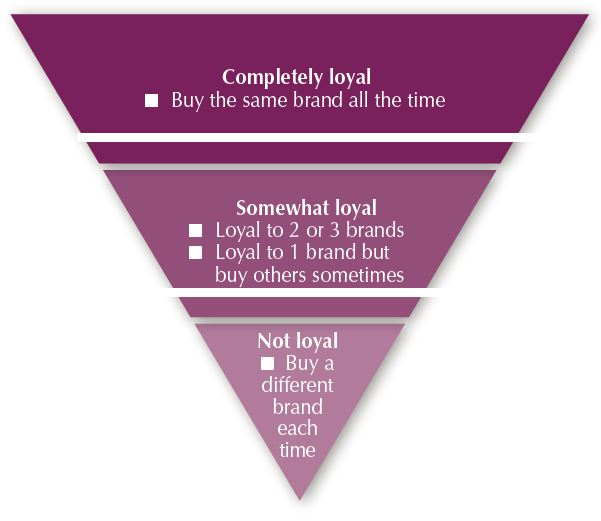 Completely loyal
■ Buy the same brand all the time
Somewhat loyal
■ Loyal to 2 or 3 brands
■ Loyal to 1 brand but
buy others sometimes
Not loyal
■ Buy a
different
brand
each
time